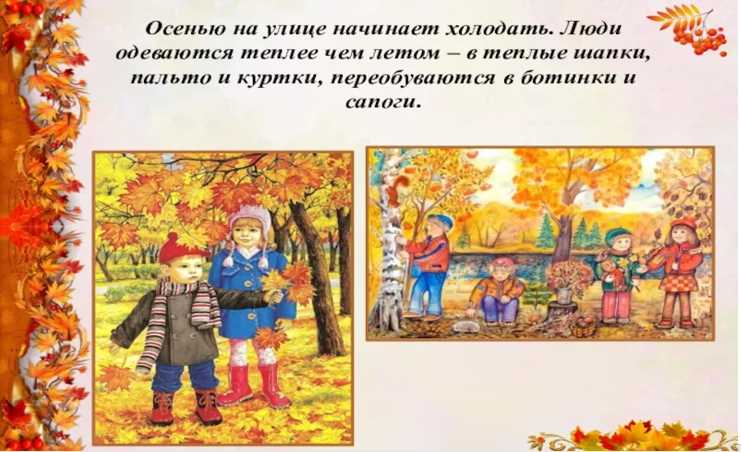 Осенью на улице начинает холодать. Люди
одеваются теплее чем летом – в теплые шапки,
пальто и куртки, переобуваются в ботинки и
сапоги.